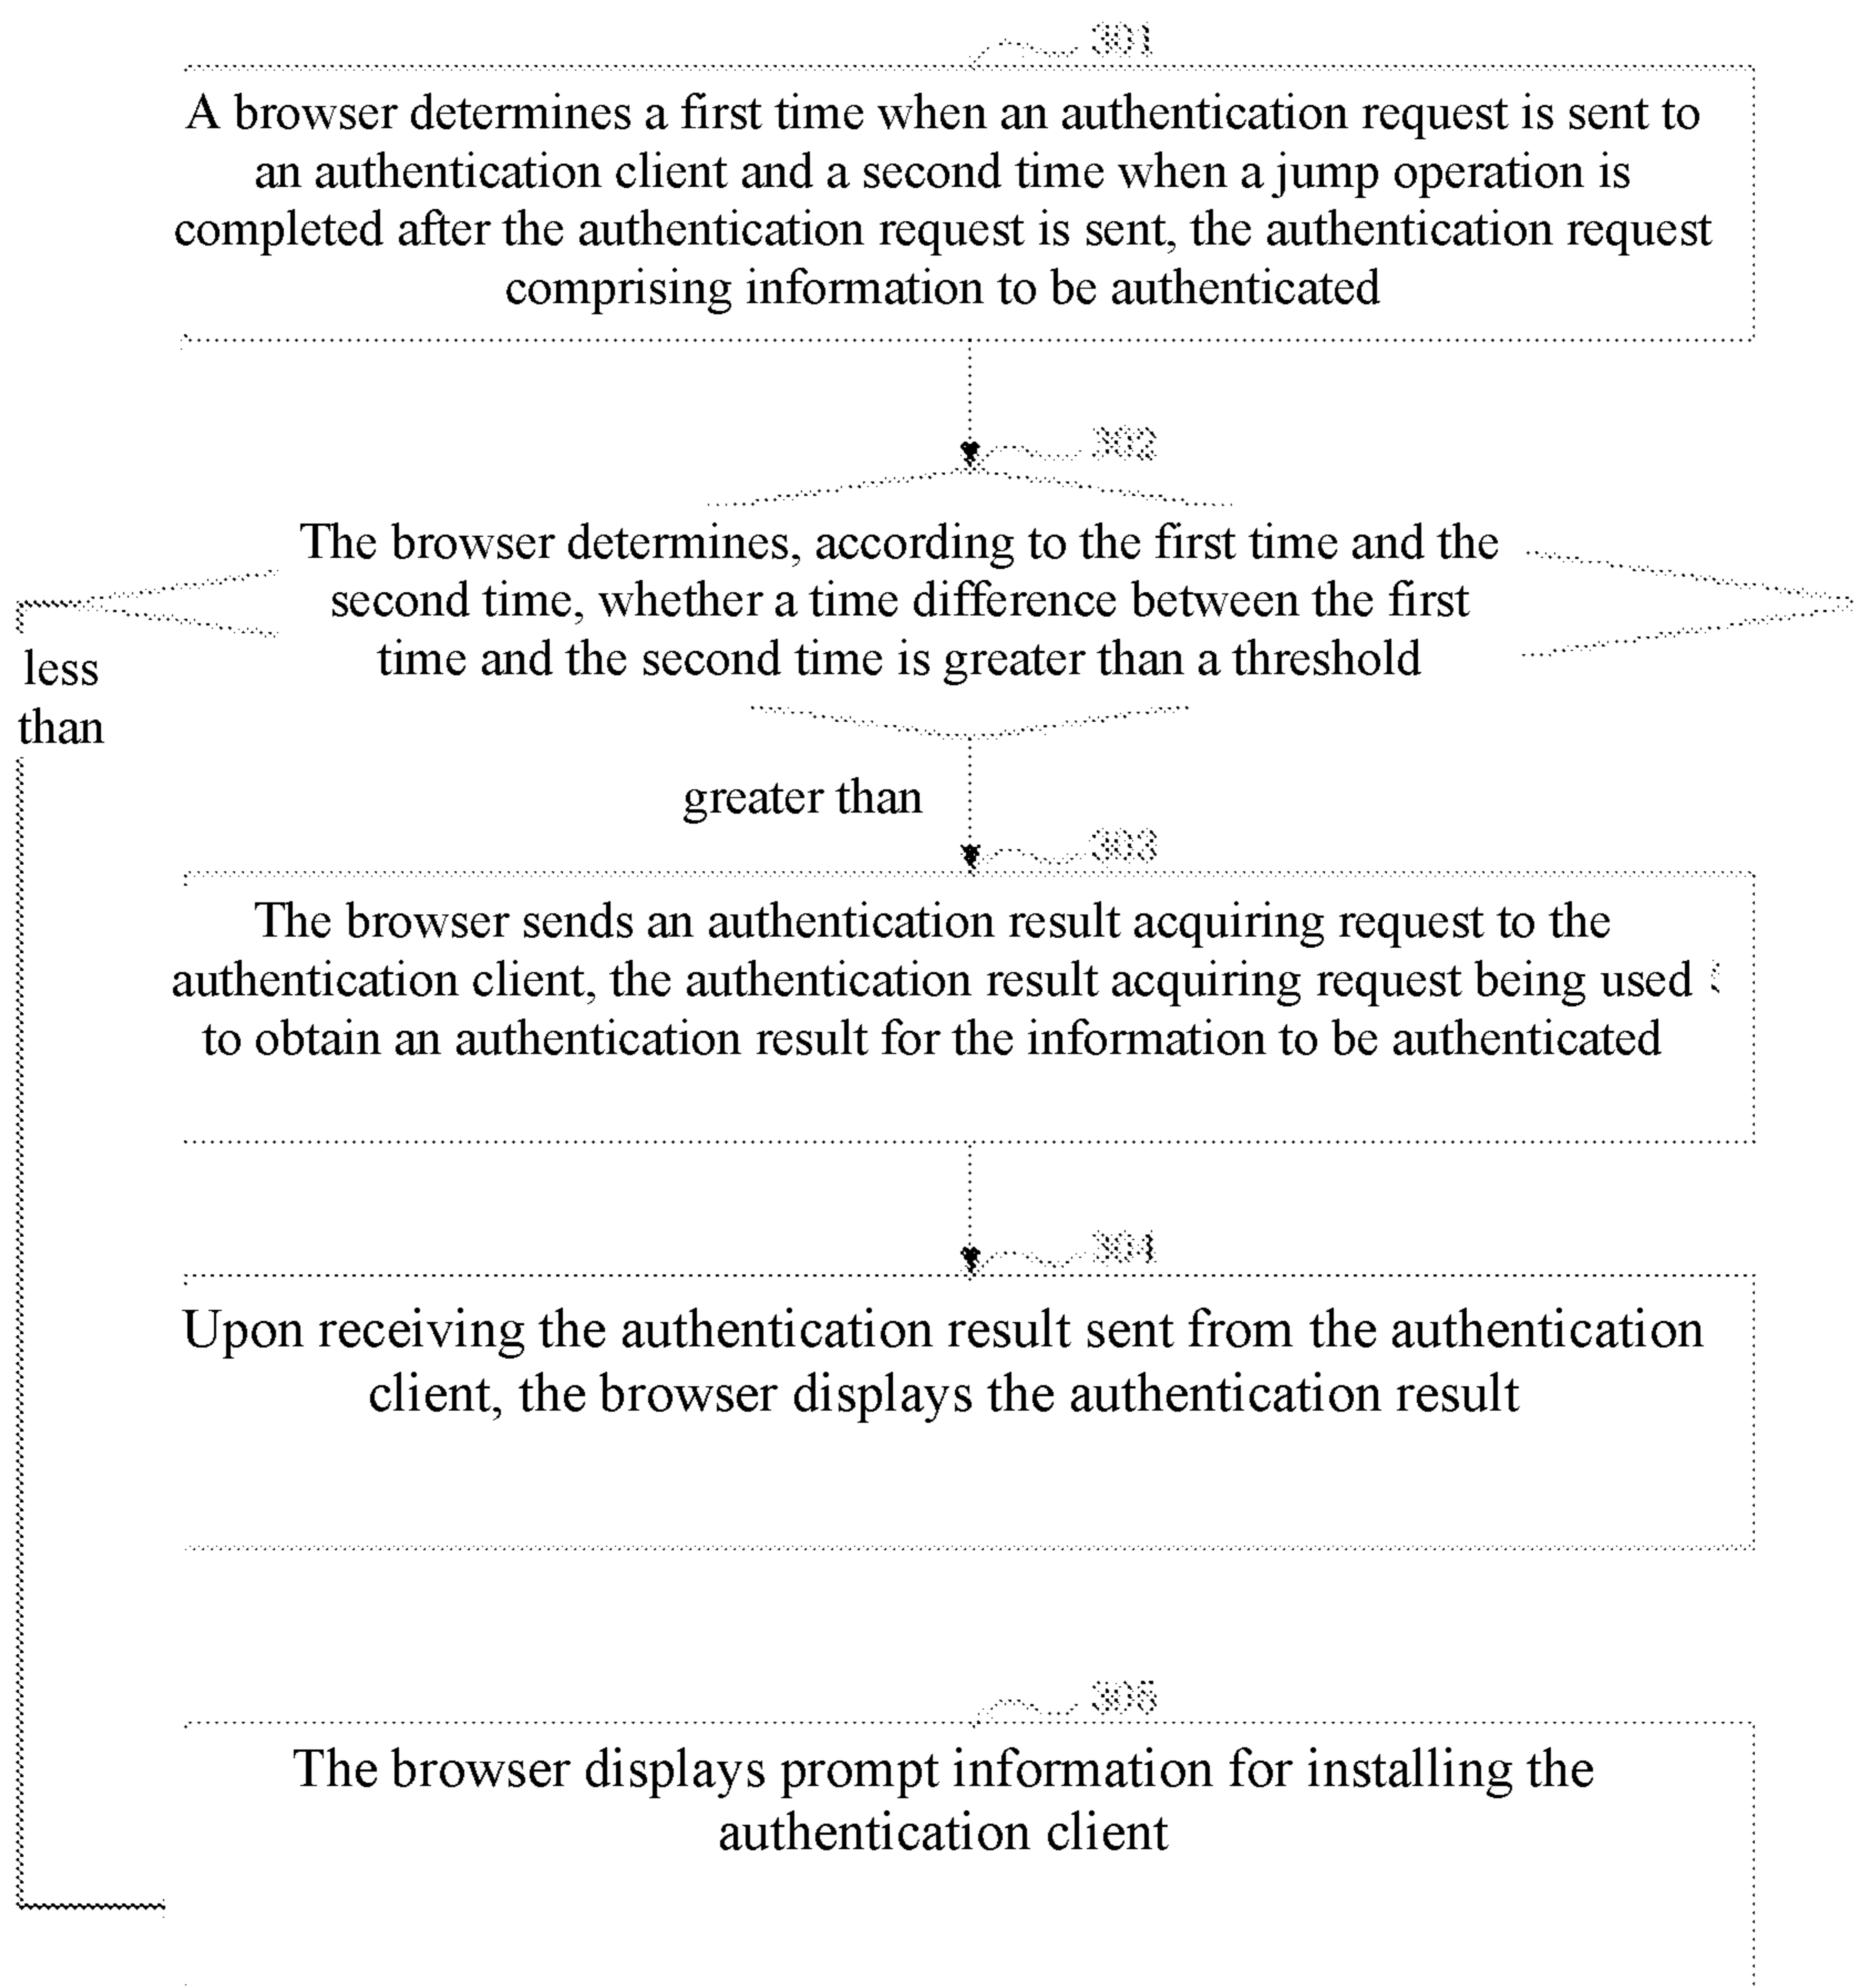 301
A browser determines a first time when an authentication request is sent to
an authentication client and a second time when a jump operation is
completed after the authentication request is sent, the authentication request
comprising information to be authenticated
302
The browser determines, according to the first time and the
second time, whether a time difference between the first
time and the second time is greater than a threshold
less
than
greater than
303
The browser sends an authentication result acquiring request to the
authentication client, the authentication result acquiring request being used
to obtain an authentication result for the information to be authenticated
304
Upon receiving the authentication result sent from the authentication
client, the browser displays the authentication result
305
The browser displays prompt information for installing the
authentication client